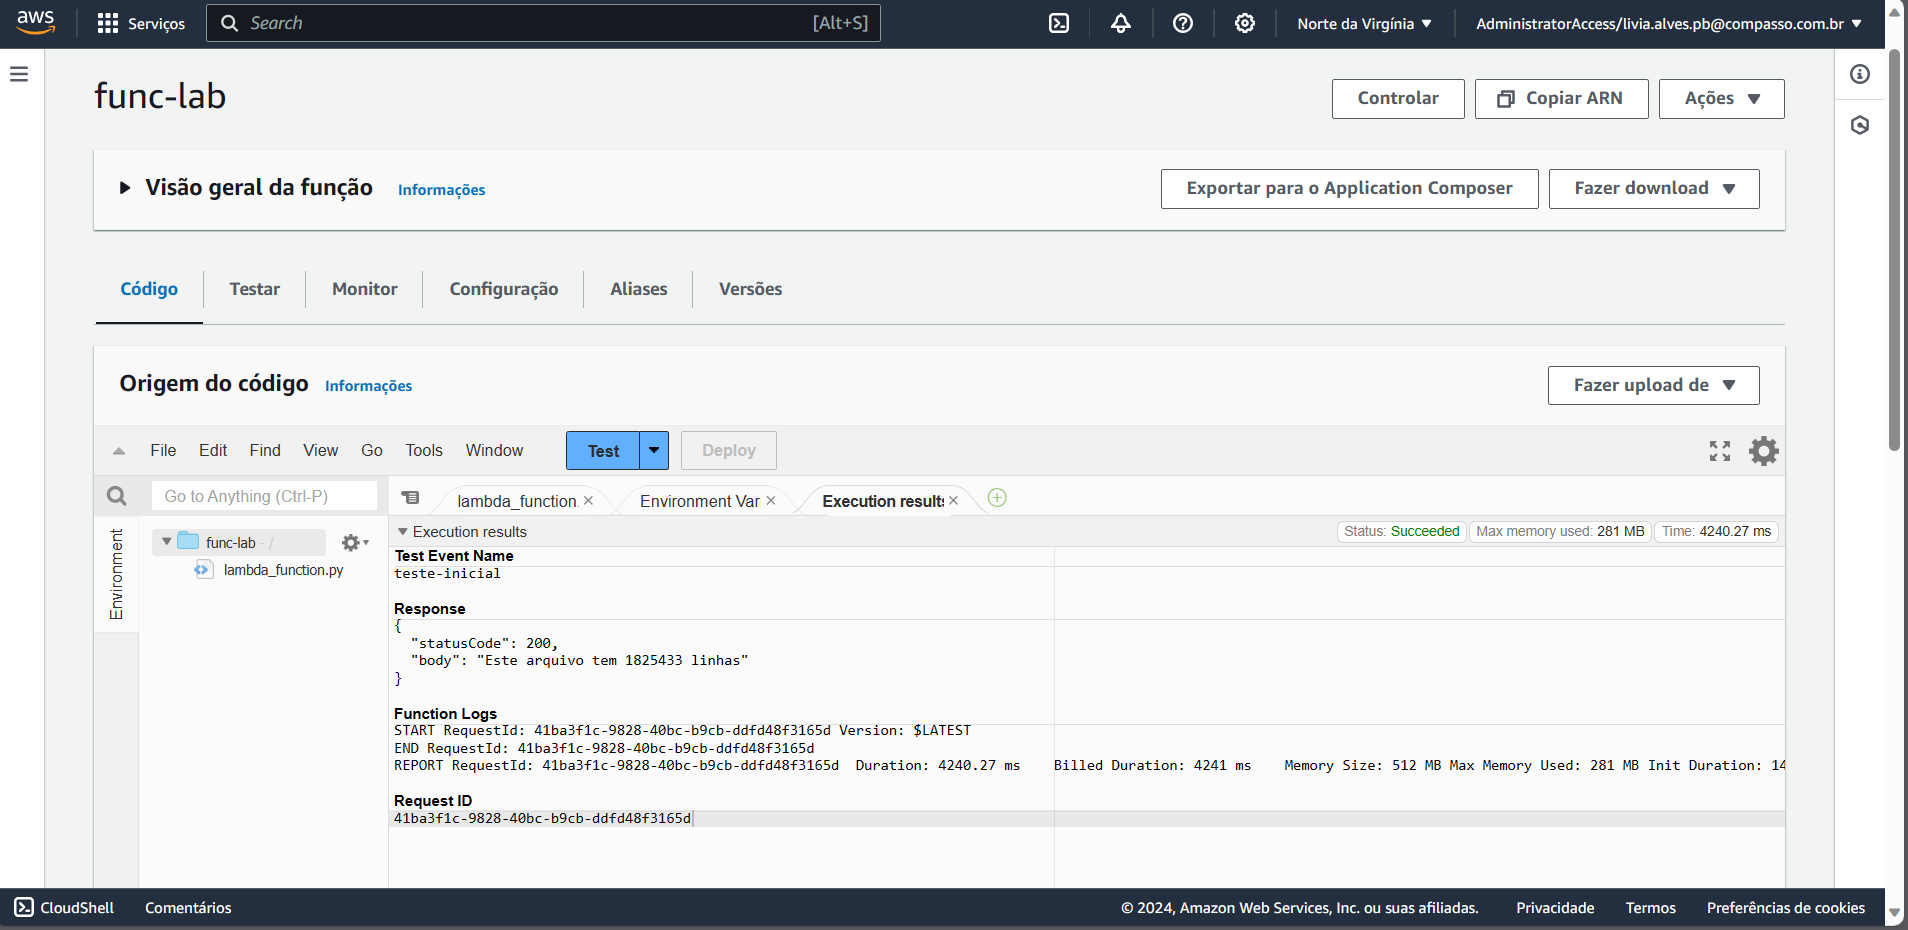 aws
Serviços
Search
[Alt+S]
Norte da Virgínia
AdministratorAccess/livia.alves.pb@compasso.com.br
func-lab
Controlar
Copiar ARN
Ações
Visão geral da função
Informações
Exportar para o Application Composer
Fazer download
Código
Testar
Monitor
Configuração
Aliases
Versões
Origem do código
Informações
Fazer upload de
File
Edit
Find
View
Go
Tools
Window
Test
Deploy
Go to Anything (Ctrl-P)
lambda_function.
Environment Var
Execution results
Environment
func-lab - /
lambda_function.py
Execution results
Status: Succeeded
Max memory used: 281 MB
Time: 4240.27 ms
Test Event Name
teste-inicial
Response
{
"statusCode": 200,
"body": "Este arquivo tem 1825433 linhas"
}
Function Logs
START RequestId: 41ba3f1c-9828-40bc-b9cb-ddfd48f3165d Version: $LATEST
END RequestId: 41ba3f1c-9828-40bc-b9cb-ddfd48f3165d
REPORT RequestId: 41ba3f1c-9828-40bc-b9cb-ddfd48f3165d Duration: 4240.27 ms Billed Duration: 4241 ms Memory Size: 512 MB Max Memory Used: 281 MB Init Duration: 14
Request ID
41ba3f1c-9828-40bc-b9cb-ddfd48f3165d
CloudShell
Comentários
© 2024, Amazon Web Services, Inc. ou suas afiliadas.
Privacidade
Termos
Preferências de cookies